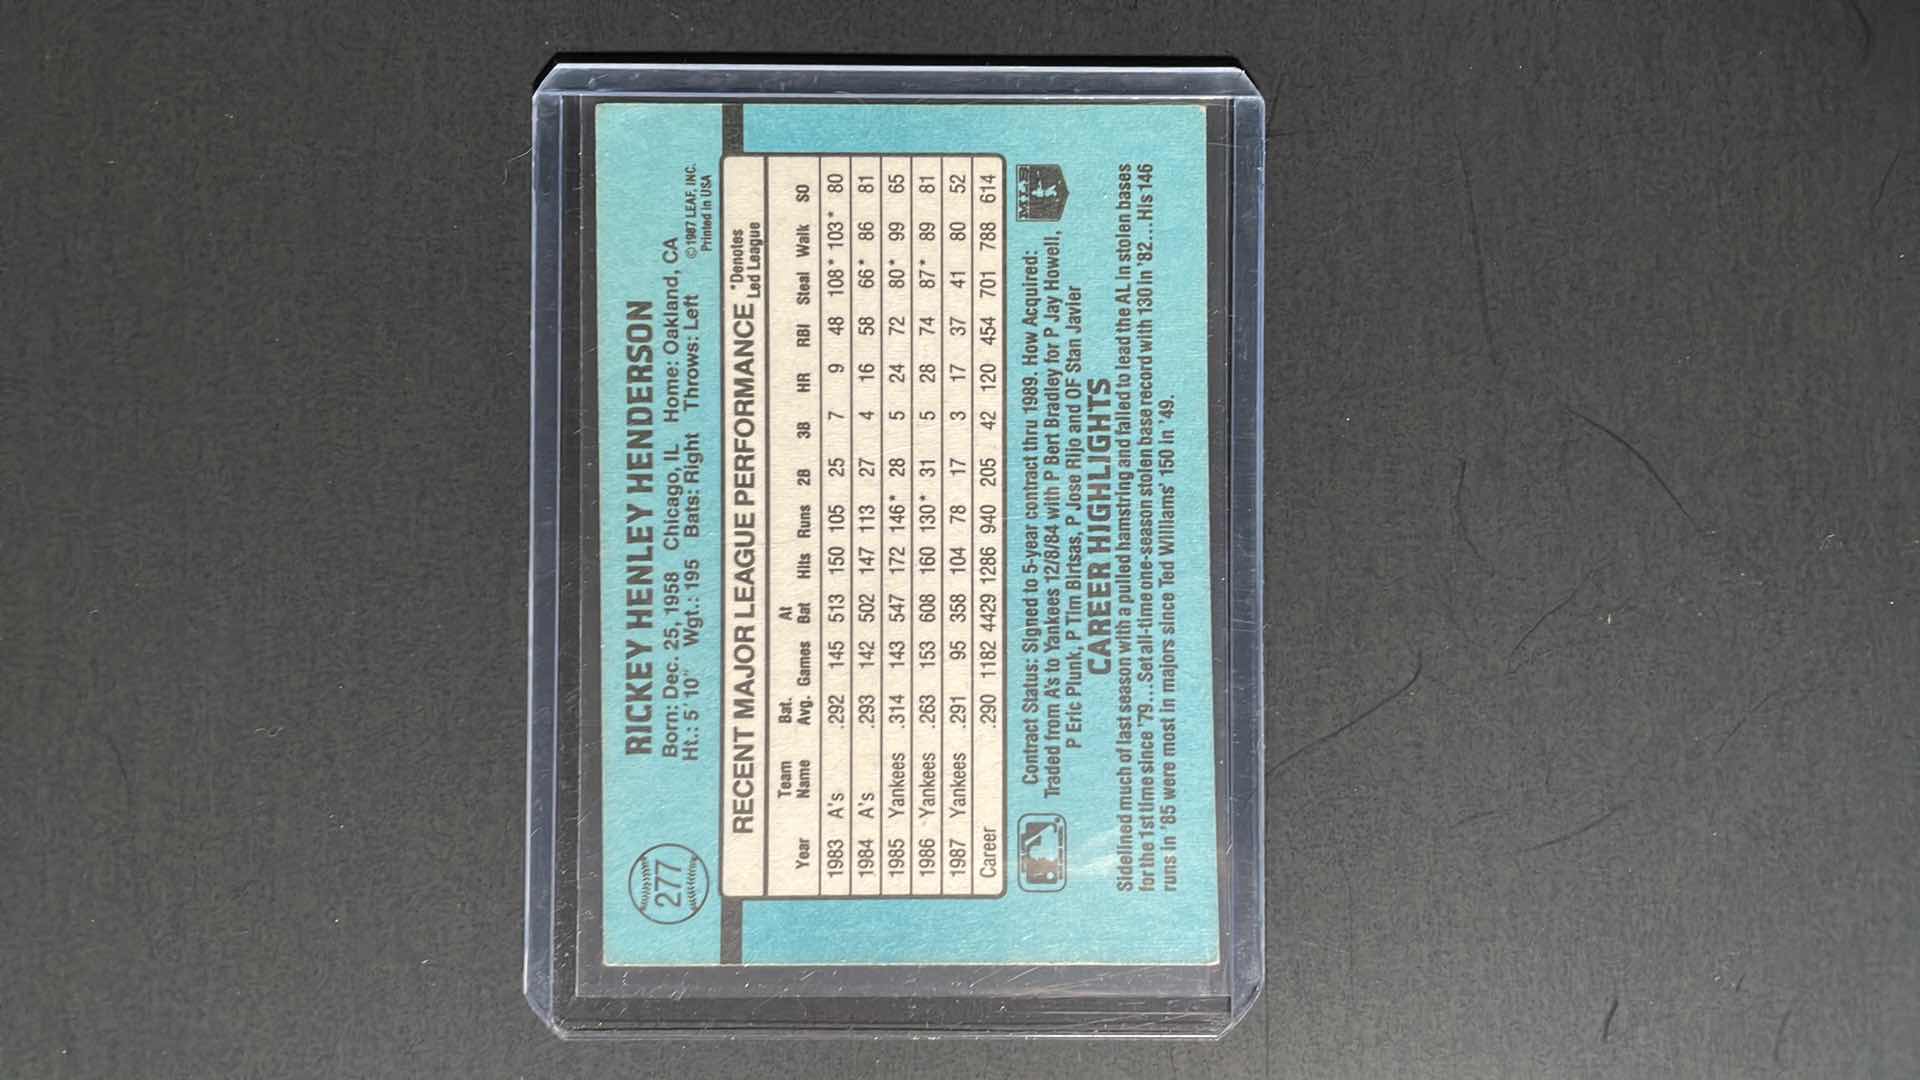 277
RICKEY HENLEY HENDERSON
Born: Dec. 25, 1958 Chicago, IL Home: Oakland, CA
Ht.: 5' 10" Wgt.: 195 Bats: Right Throws: Left
© 1987 LEAF, INC.
Printed in USA
RECENT MAJOR LEAGUE PERFORMANCE *Denotes Led League
Year Team Name Bat. Avg. Games At Bat Hits Runs 2B 3B HR RBI Steal Walk SO
1983 A's .292 145 513 150 105 25 7 9 48 108* 103* 80
1984 A's .293 142 502 147 113 27 4 16 58 66* 86 81
1985 Yankees .314 143 547 172 146* 28 5 24 72 80* 99 65
1986 Yankees .263 153 608 160 130* 31 5 28 74 87* 89 81
1987 Yankees .291 95 358 104 78 17 3 17 37 41 80 52
Career .290 1182 4429 1286 940 205 42 120 454 701 788 614
Contract Status: Signed to 5-year contract thru 1989. How Acquired:
Traded from A's to Yankees 12/8/84 with P Bert Bradley for P Jay Howell,
P Eric Plunk, P Tim Birtsas, P Jose Rijo and OF Stan Javier
MLB
CAREER HIGHLIGHTS
Sidelined much of last season with a pulled hamstring and failed to lead the AL in stolen bases
for the 1st time since '79...Set all-time one-season stolen base record with 130 in '82...His 146
runs in '85 were most in majors since Ted Williams' 150 in '49.